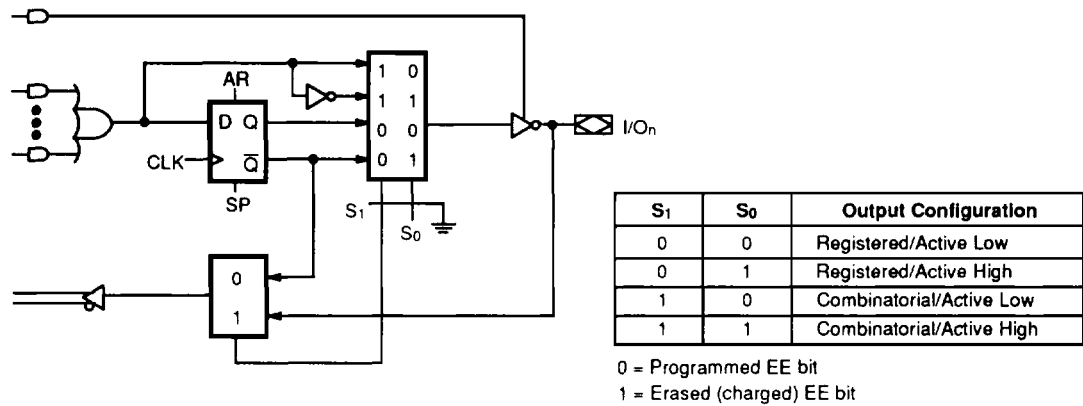 AR
D Q
CLK
Q
SP
1 0
1 1
0 0
0 1
S1
S0
I/On
0
1
S1 S0 Output Configuration
0 0 Registered/Active Low
0 1 Registered/Active High
1 0 Combinatorial/Active Low
1 1 Combinatorial/Active High
0 = Programmed EE bit
1 = Erased (charged) EE bit